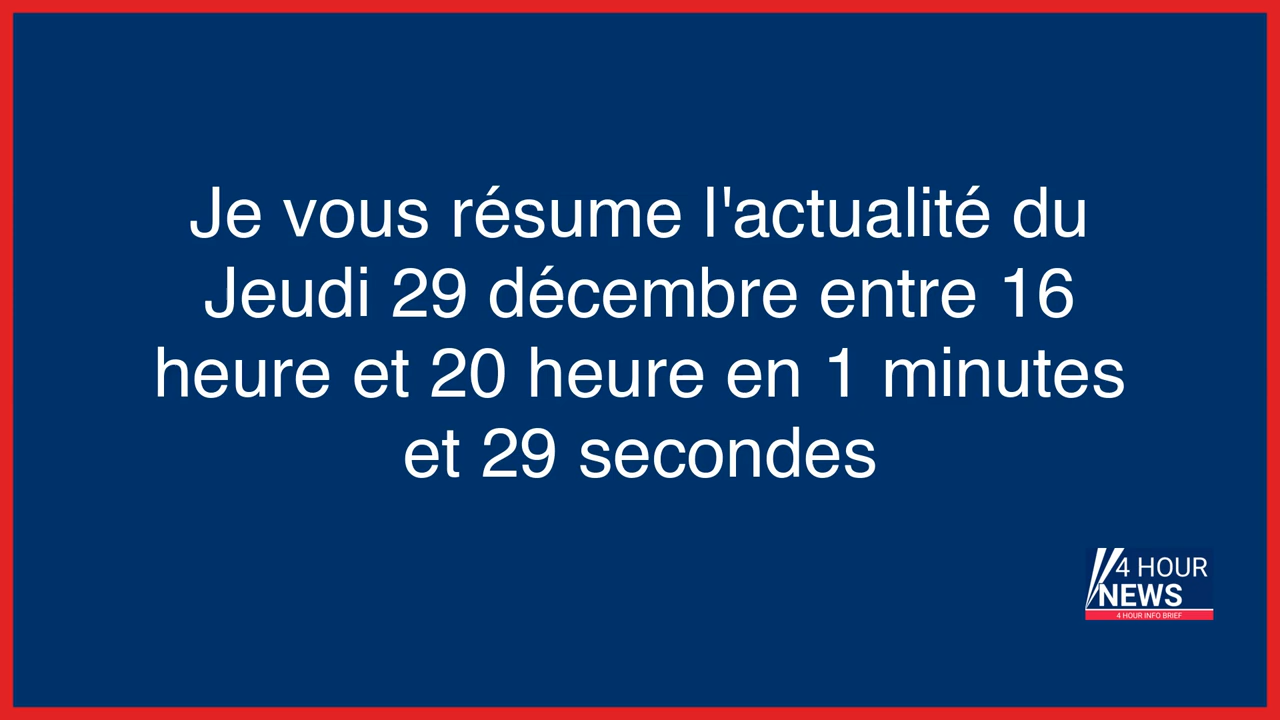 Je vous résume l'actualité du
Jeudi 29 décembre entre 16
heure et 20 heure en 1 minutes
et 29 secondes
4 HOUR
NEWS
4 HOUR INFO BRIEF